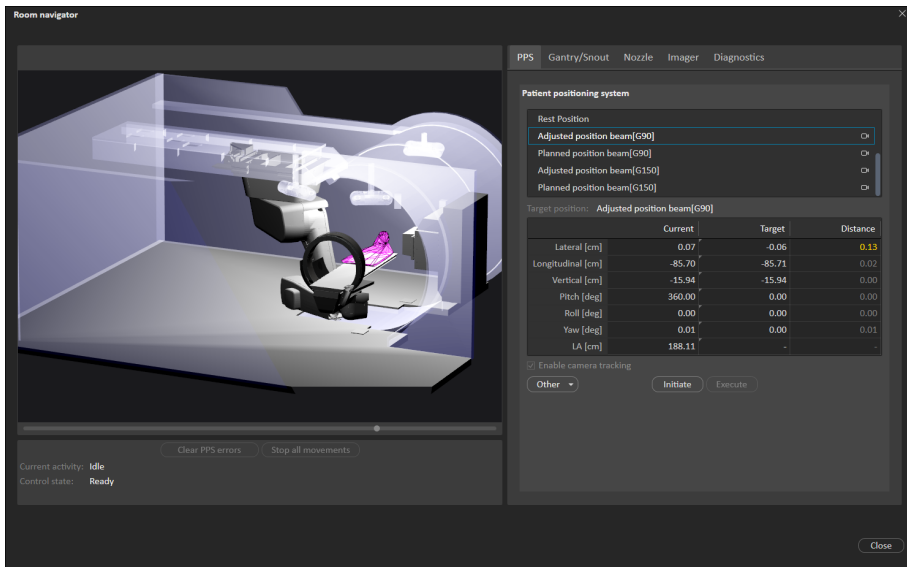 Room navigator
PPS Gantry/Snout Nozzle Imager Diagnostics
Patient positioning system
Rest Position
Adjusted position beam[G90]
Planned position beam[G90]
Adjusted position beam[G150]
Planned position beam[G150]
Target position: Adjusted position beam[G90]
Current Target Distance
Lateral [cm] 0.07 -0.06 0.13
Longitudinal [cm] -85.70 -85.71 0.02
Vertical [cm] -15.94 -15.94 0.00
Pitch [deg] 360.00 0.00 0.00
Roll [deg] 0.00 0.00 0.00
Yaw [deg] 0.01 0.00 0.01
LA [cm] 188.11 - -
Enable camera tracking
Other Initiate Execute
Clear PPS errors Stop all movements
Current activity: Idle
Control state: Ready
Close